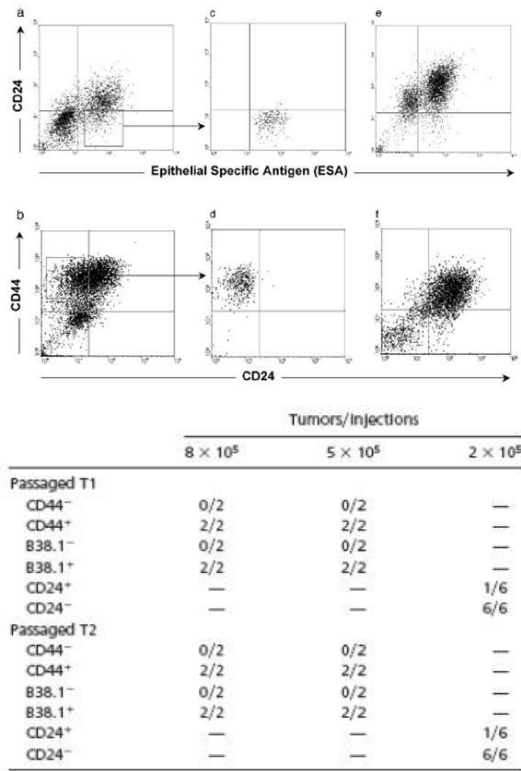 a
c
e
CD24
Epithelial Specific Antigen (ESA)
b
d
f
CD44
CD24
Tumors/Injections
8 × 10⁵ 5 × 10⁵ 2 × 10⁵
Passaged T1
CD44⁻ 0/2 0/2 —
CD44⁺ 2/2 2/2 —
B38.1⁻ 0/2 0/2 —
B38.1⁺ 2/2 2/2 —
CD24⁺ — — 1/6
CD24⁻ — — 6/6
Passaged T2
CD44⁻ 0/2 0/2 —
CD44⁺ 2/2 2/2 —
B38.1⁻ 0/2 0/2 —
B38.1⁺ 2/2 2/2 —
CD24⁺ — — 1/6
CD24⁻ — — 6/6